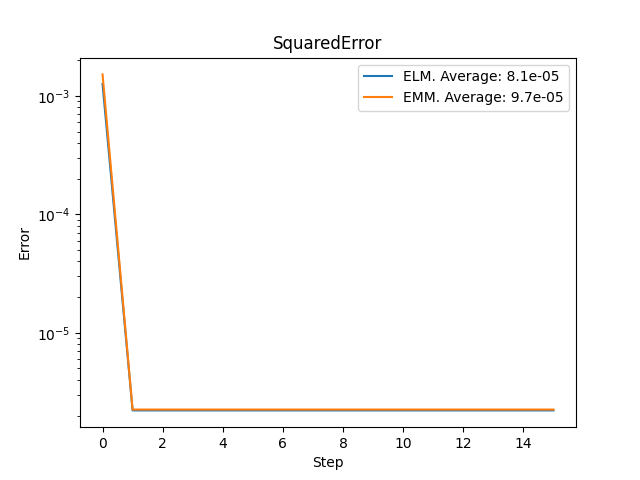 SquaredError
ELM. Average: 8.1e-05
EMM. Average: 9.7e-05
10⁻³
10⁻⁴
10⁻⁵
Error
0 2 4 6 8 10 12 14
Step